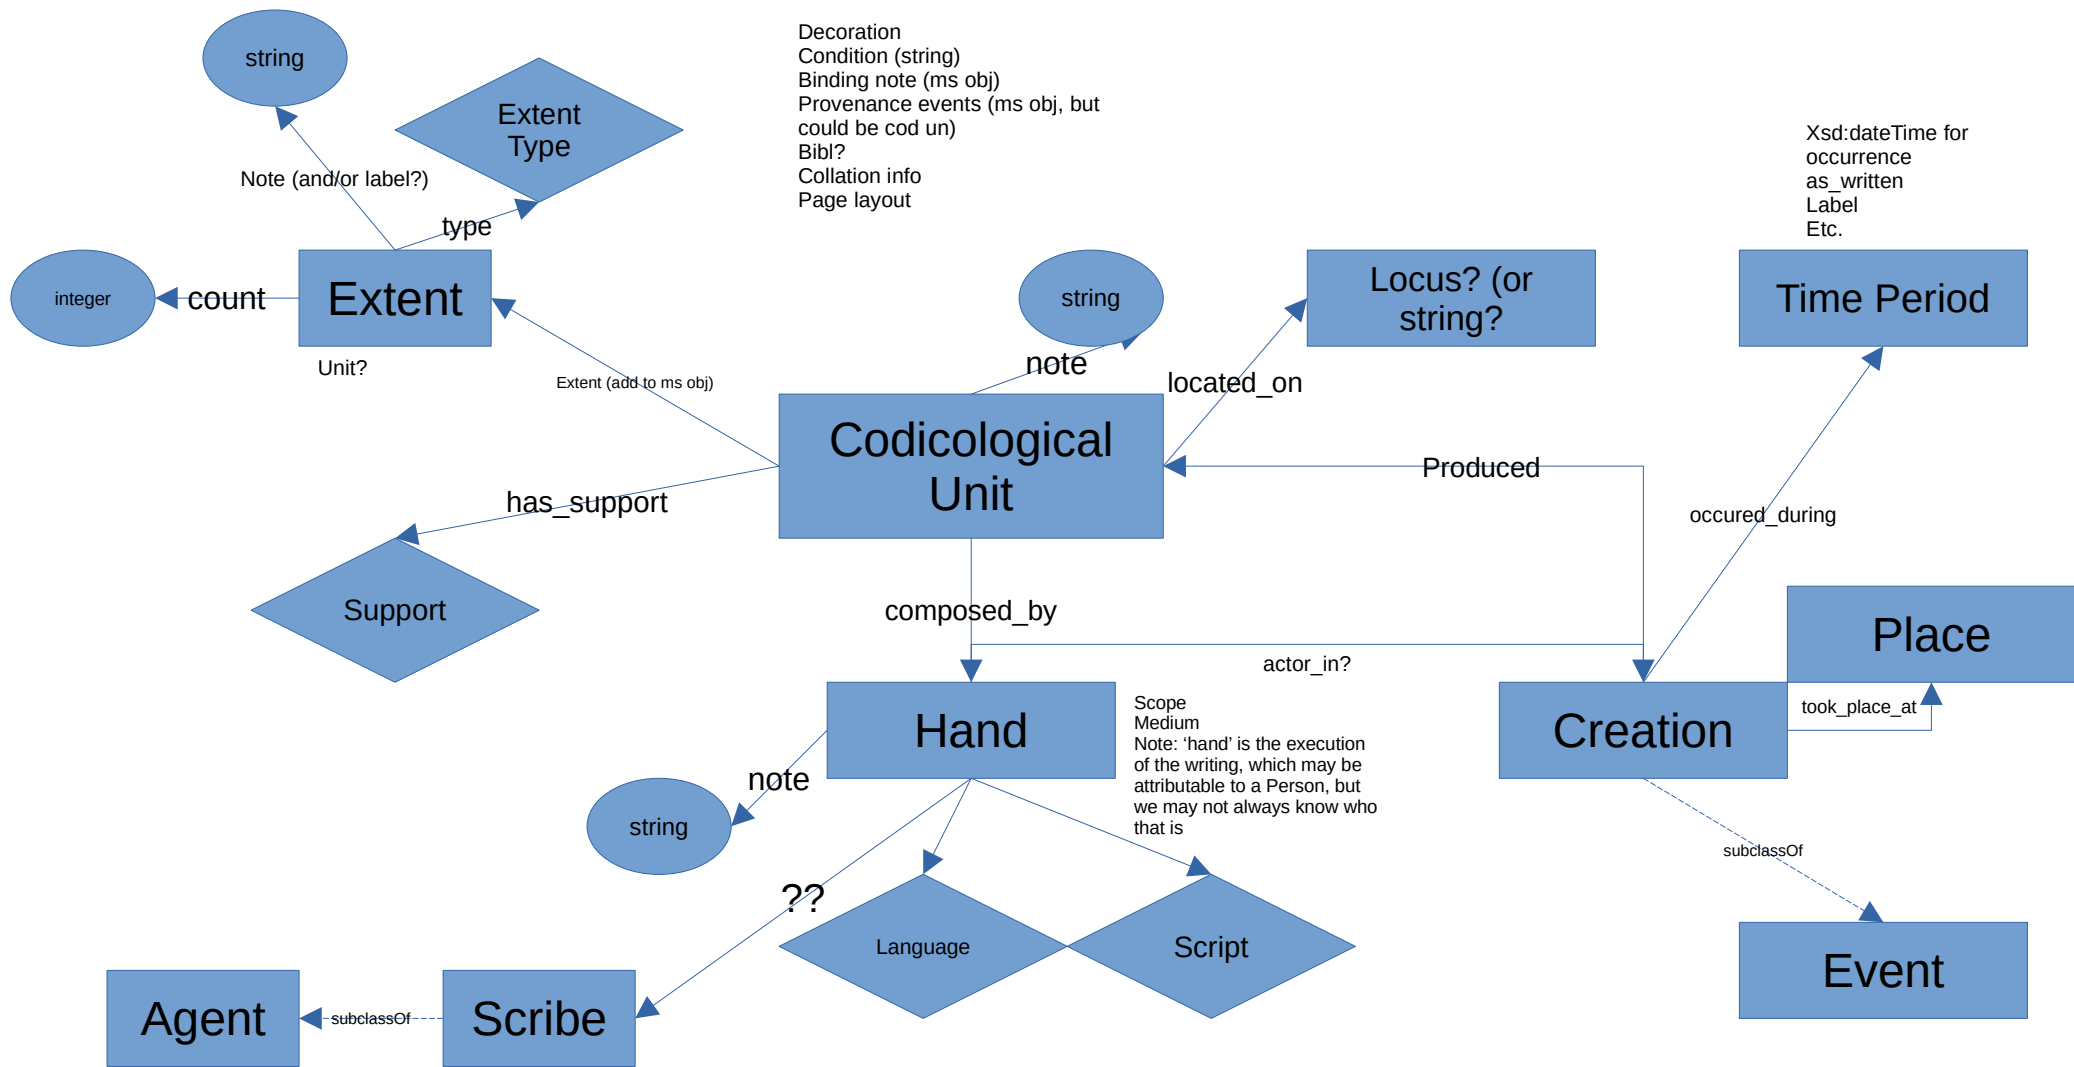 string
Extent
Type
Note (and/or label?)
type
integer
count
Extent
Unit?
Extent (add to ms obj)
Decoration
Condition (string)
Binding note (ms obj)
Provenance events (ms obj, but
could be cod un)
Bibl?
Collation info
Page layout
string
note
Locus? (or
string?
located_on
Xsd:dateTime for
occurrence
as_written
Label
Etc.
Time Period
Codicological
Unit
Produced
has_support
occured_during
Support
composed_by
actor_in?
Place
took_place_at
Hand
Scope
Medium
Note: ‘hand’ is the execution
of the writing, which may be
attributable to a Person, but
we may not always know who
that is
Creation
note
string
subclassOf
??
Language
Script
Event
Agent
subclassOf
Scribe